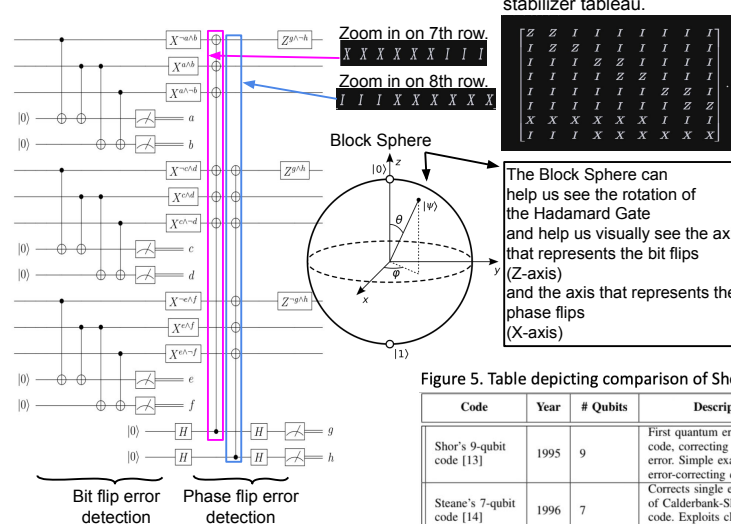 stabilizer tableau.
Z Z I I I I I I I
I Z Z I I I I I I
I I I Z Z I I I I
I I I I Z Z I I I
I I I I I I Z Z I
I I I I I I I Z Z
X X X X X X I I I
I I I X X X X X X
X^{¬a∧b}
Z^{g∧¬h}
X^{a∧b}
X^{a∧¬b}
|0⟩ a
|0⟩ b
X^{¬c∧d}
Z^{g∧h}
X^{c∧d}
X^{c∧¬d}
|0⟩ c
|0⟩ d
X^{¬e∧f}
Z^{¬g∧h}
X^{e∧f}
X^{e∧¬f}
|0⟩ e
|0⟩ f
|0⟩ H H g
|0⟩ H H h
Bit flip error
detection
Phase flip error
detection
Zoom in on 7th row.
X X X X X X I I I
Zoom in on 8th row.
I I I X X X X X X
Block Sphere
|0⟩ z
|ψ⟩
θ
φ
x
y
|1⟩
The Block Sphere can
help us see the rotation of
the Hadamard Gate
and help us visually see the ax
that represents the bit flips
(Z-axis)
and the axis that represents the
phase flips
(X-axis)
Figure 5. Table depicting comparison of Sho
Code Year # Qubits Descrip
Shor's 9-qubit
code [13]
1995 9
First quantum er
code, correcting
error. Simple exa
error-correcting
Steane's 7-qubit
code [14]
1996 7
Corrects single e
of Calderbank-Sh
code. Exploits cl